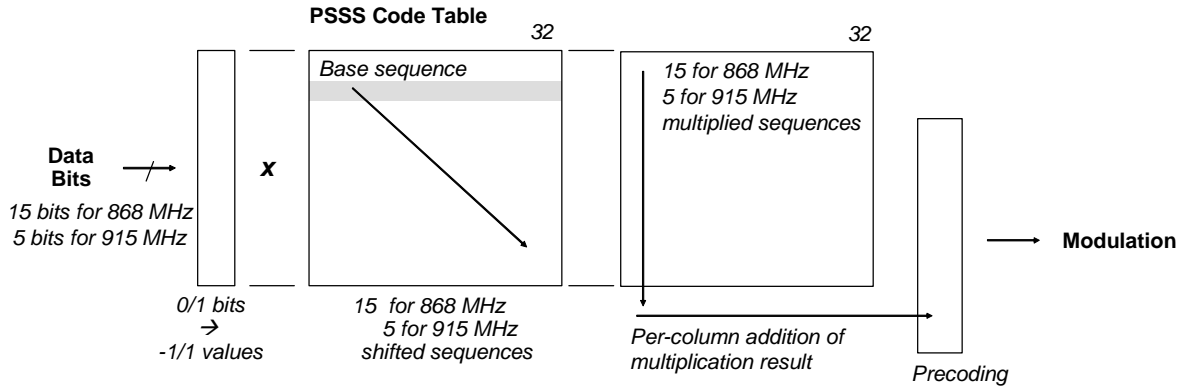 PSSS Code Table
32
32
Base sequence
15 for 868 MHz
5 for 915 MHz
multiplied sequences
Data
Bits
x
15 bits for 868 MHz
5 bits for 915 MHz
Modulation
0/1 bits
→
-1/1 values
15 for 868 MHz
5 for 915 MHz
shifted sequences
Per-column addition of
multiplication result
Precoding